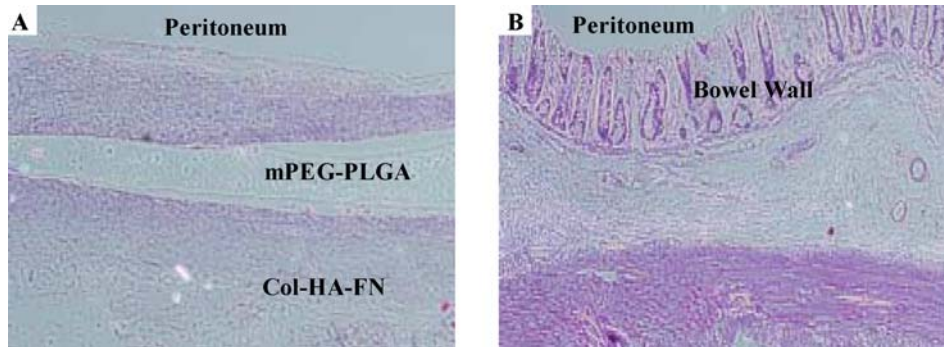 A
Peritoneum
mPEG-PLGA
Col-HA-FN
B
Peritoneum
Bowel Wall